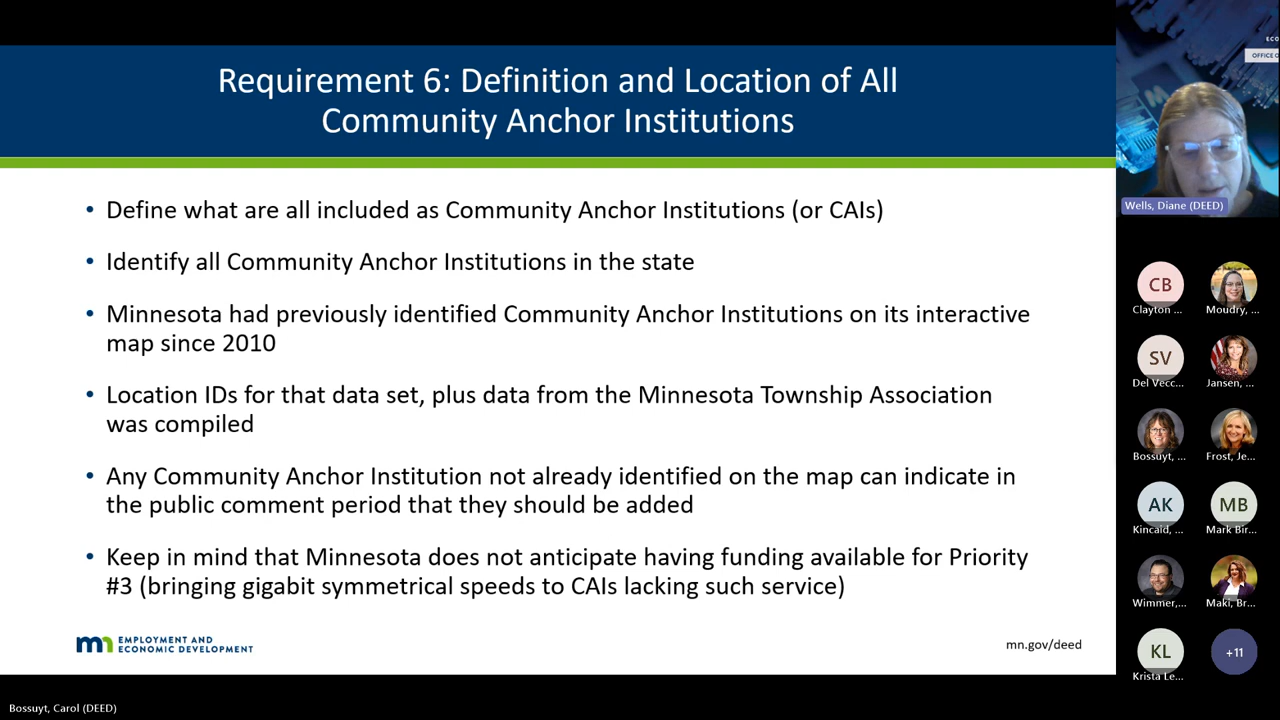 Requirement 6: Definition and Location of All
Community Anchor Institutions
• Define what are all included as Community Anchor Institutions (or CAIs)
• Identify all Community Anchor Institutions in the state
• Minnesota had previously identified Community Anchor Institutions on its interactive
map since 2010
• Location IDs for that data set, plus data from the Minnesota Township Association
was compiled
• Any Community Anchor Institution not already identified on the map can indicate in
the public comment period that they should be added
• Keep in mind that Minnesota does not anticipate having funding available for Priority
#3 (bringing gigabit symmetrical speeds to CAIs lacking such service)
mn EMPLOYMENT AND
ECONOMIC DEVELOPMENT
mn.gov/deed
Bossuyt, Carol (DEED)
ECO
OFFICE O
Wells, Diane (DEED)
CB
Clayton ...
Moudry, ...
SV
Del Vecc...
Jansen, ...
Bossuyt, ...
Frost, Je...
AK
Kincaid, ...
MB
Mark Bir...
Wimmer,...
Maki, Br...
KL
Krista Le...
+11